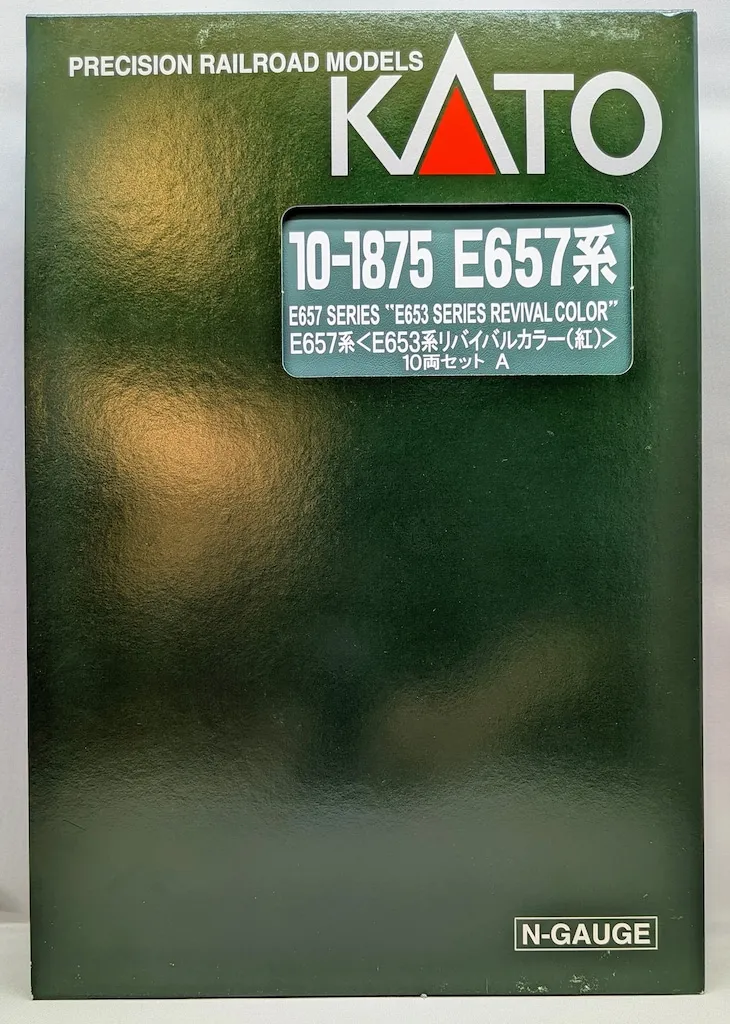 PRECISION RAILROAD MODELS
KATO
10-1875 E657系
E657 SERIES "E653 SERIES REVIVAL COLOR"
E657系<E653系リバイバルカラー(紅)>
10両セット A
N-GAUGE